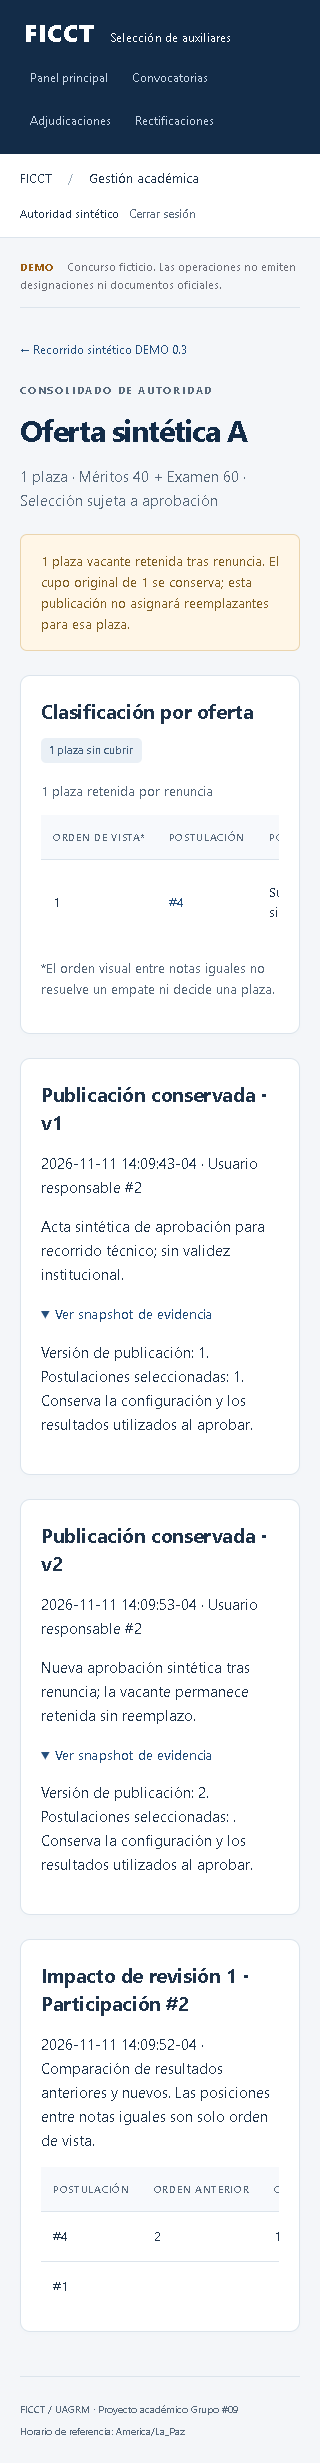 FICCT Selección de auxiliares
Panel principal Convocatorias
Adjudicaciones Rectificaciones
FICCT / Gestión académica
Autoridad sintético Cerrar sesión
DEMO Concurso ficticio. Las operaciones no emiten
designaciones ni documentos oficiales.
← Recorrido sintético DEMO 0.3
CONSOLIDADO DE AUTORIDAD
Oferta sintética A
1 plaza · Méritos 40 + Examen 60 ·
Selección sujeta a aprobación
1 plaza vacante retenida tras renuncia. El
cupo original de 1 se conserva; esta
publicación no asignará reemplazantes
para esa plaza.
Clasificación por oferta
1 plaza sin cubrir
1 plaza retenida por renuncia
ORDEN DE VISTA* POSTULACIÓN
1 #4
*El orden visual entre notas iguales no
resuelve un empate ni decide una plaza.
Publicación conservada ·
v1
2026-11-11 14:09:43-04 · Usuario
responsable #2
Acta sintética de aprobación para
recorrido técnico; sin validez
institucional.
▼ Ver snapshot de evidencia
Versión de publicación: 1.
Postulaciones seleccionadas: 1.
Conserva la configuración y los
resultados utilizados al aprobar.
Publicación conservada ·
v2
2026-11-11 14:09:53-04 · Usuario
responsable #2
Nueva aprobación sintética tras
renuncia; la vacante permanece
retenida sin reemplazo.
▼ Ver snapshot de evidencia
Versión de publicación: 2.
Postulaciones seleccionadas: .
Conserva la configuración y los
resultados utilizados al aprobar.
Impacto de revisión 1 ·
Participación #2
2026-11-11 14:09:52-04 ·
Comparación de resultados
anteriores y nuevos. Las posiciones
entre notas iguales son solo orden
de vista.
POSTULACIÓN ORDEN ANTERIOR
#4 2 1
#1
FICCT / UAGRM · Proyecto académico Grupo #09
Horario de referencia: America/La_Paz